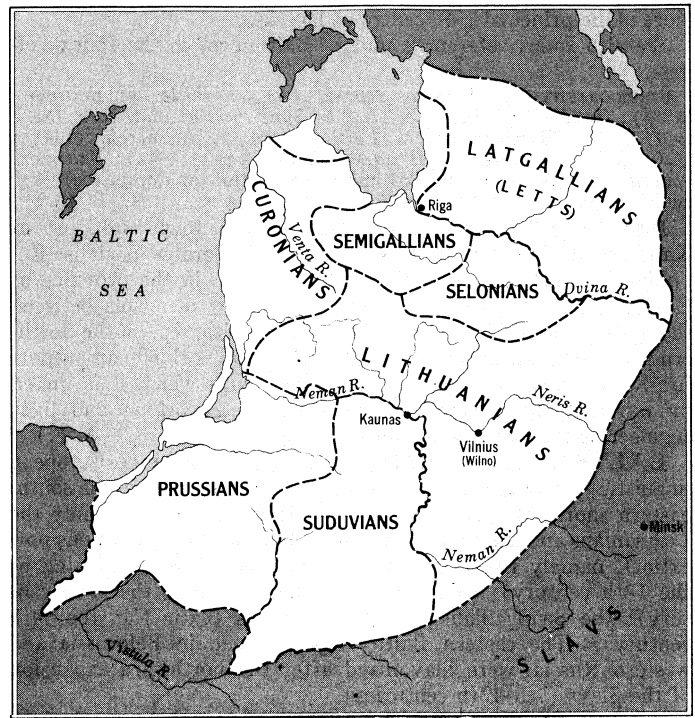 LATGALLIANS
(LETTS)
Riga
CURONIANS
Venta R.
SEMIGALLIANS
BALTIC
SEA
SELONIANS
Dvina R.
LITHUANIANS
Neman R.
Neris R.
Kaunas
Vilnius
(Wilno)
PRUSSIANS
SUDUVIANS
Minsk
Neman R.
SLAVS
Vistula R.